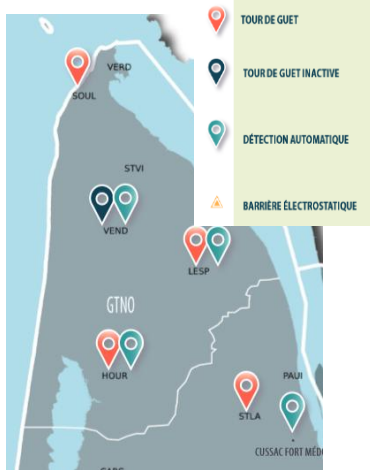 TOUR DE GUET
TOUR DE GUET INACTIVE
DÉTECTION AUTOMATIQUE
BARRIÈRE ÉLECTROSTATIQUE
VERD
SOUL
STVI
VEND
LESP
GTNO
HOUR
PAUI
STLA
CUSSAC FORT MÉD